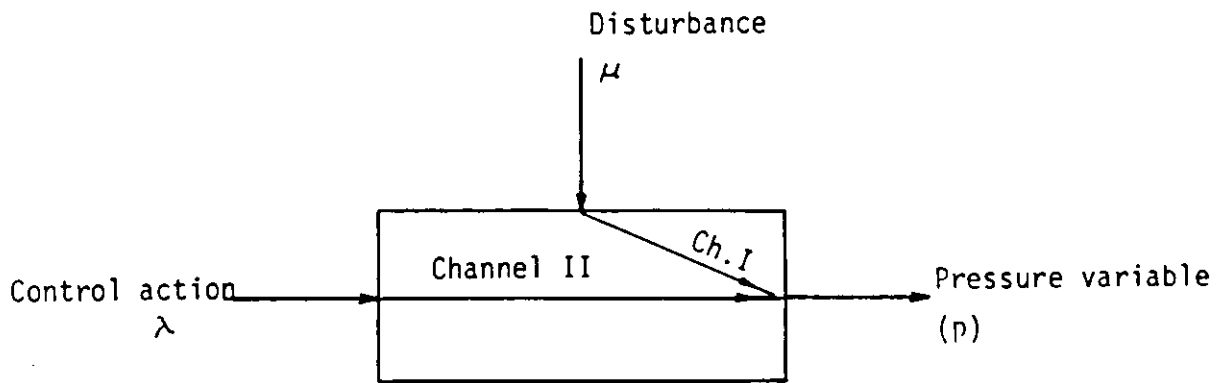 Disturbance
μ
Ch. I
Channel II
Control action
λ
Pressure variable
(p)